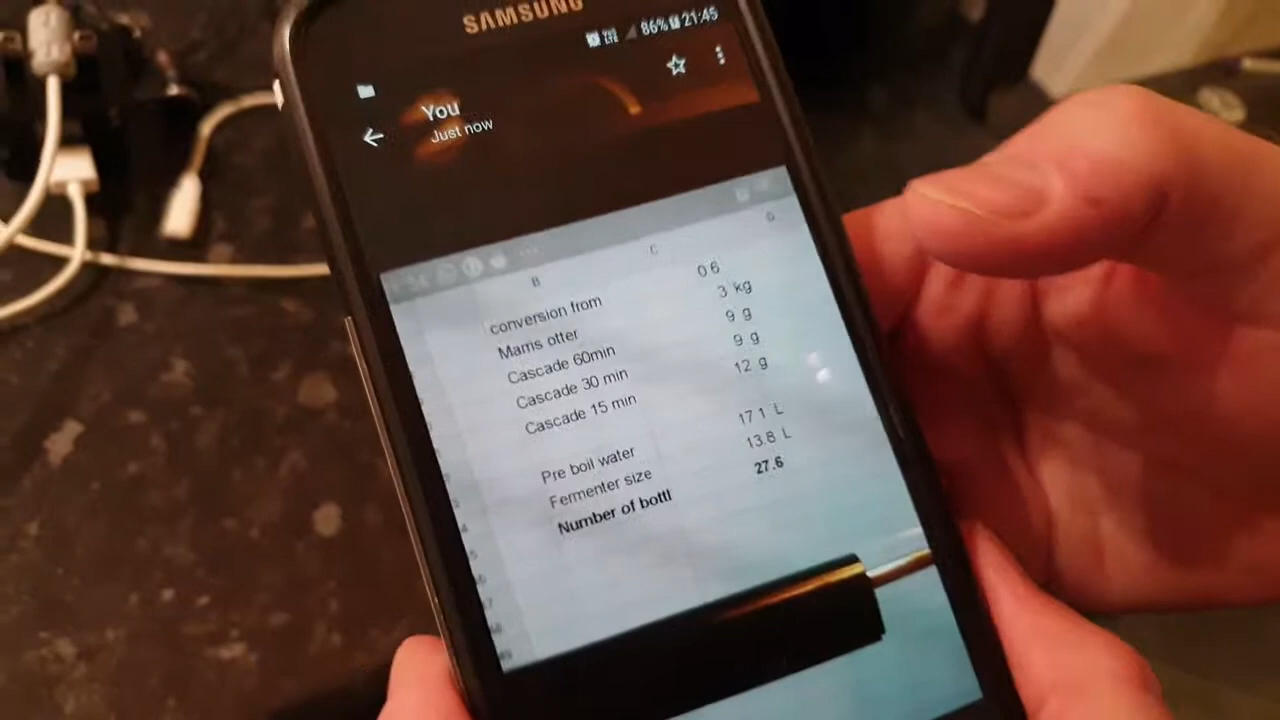 SAMSUNG
86% 21:45
You
Just now
B C D
conversion from 0.6
Marris otter 3 kg
Cascade 60min 9 g
Cascade 30 min 9 g
Cascade 15 min 12 g
Pre boil water 17.1 L
Fermenter size 13.8 L
Number of bottl 27.6